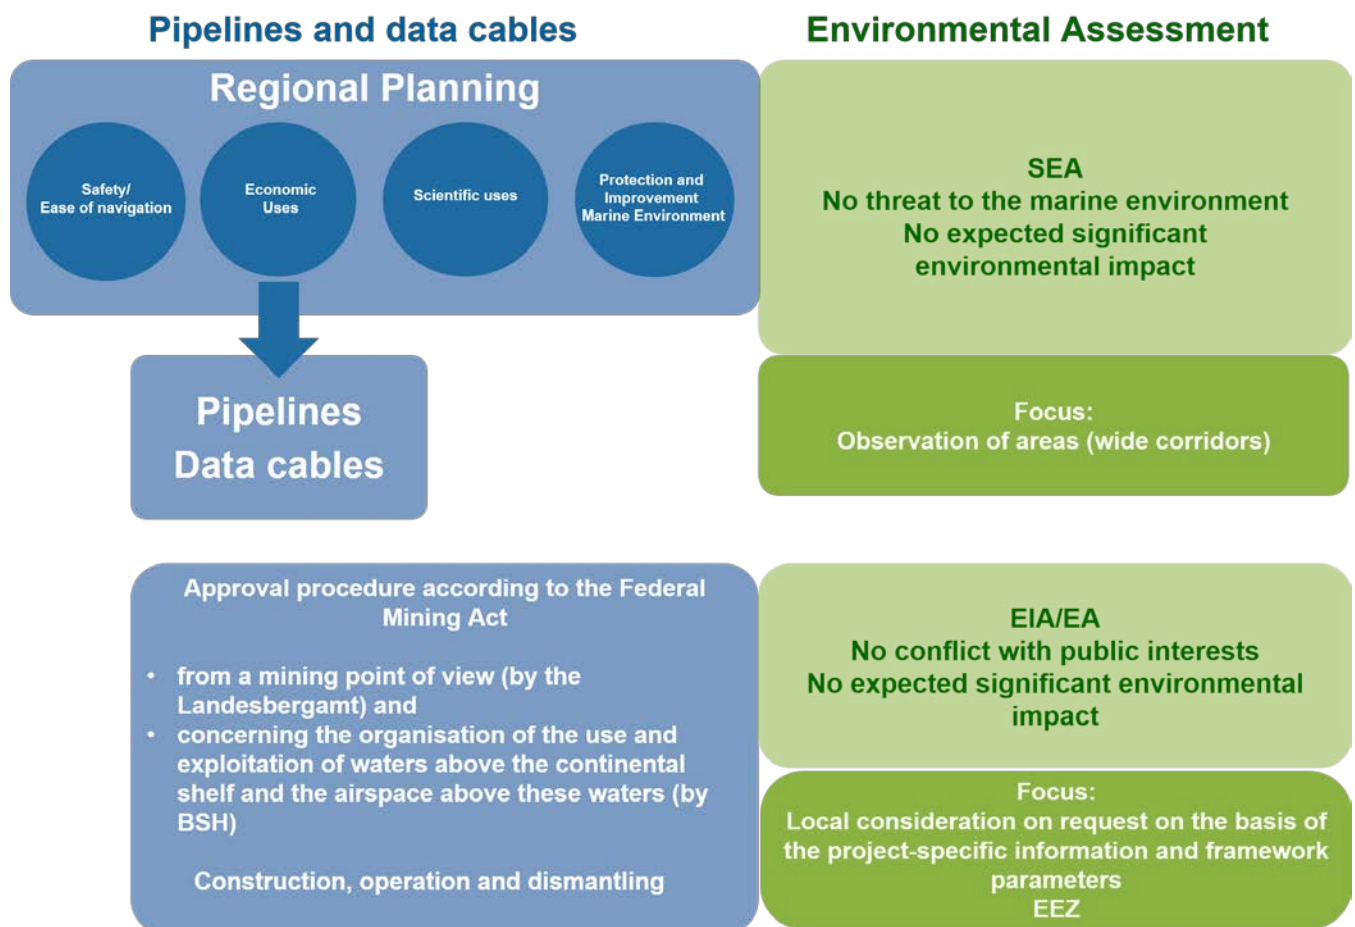 Pipelines and data cables
Environmental Assessment
Regional Planning
Safety/
Ease of navigation
Economic
Uses
Scientific uses
Protection and
Improvement
Marine Environment
SEA
No threat to the marine environment
No expected significant
environmental impact
Pipelines
Data cables
Focus:
Observation of areas (wide corridors)
Approval procedure according to the Federal
Mining Act
• from a mining point of view (by the
Landesbergamt) and
• concerning the organisation of the use and
exploitation of waters above the continental
shelf and the airspace above these waters (by
BSH)
Construction, operation and dismantling
EIA/EA
No conflict with public interests
No expected significant environmental
impact
Focus:
Local consideration on request on the basis of
the project-specific information and framework
parameters
EEZ